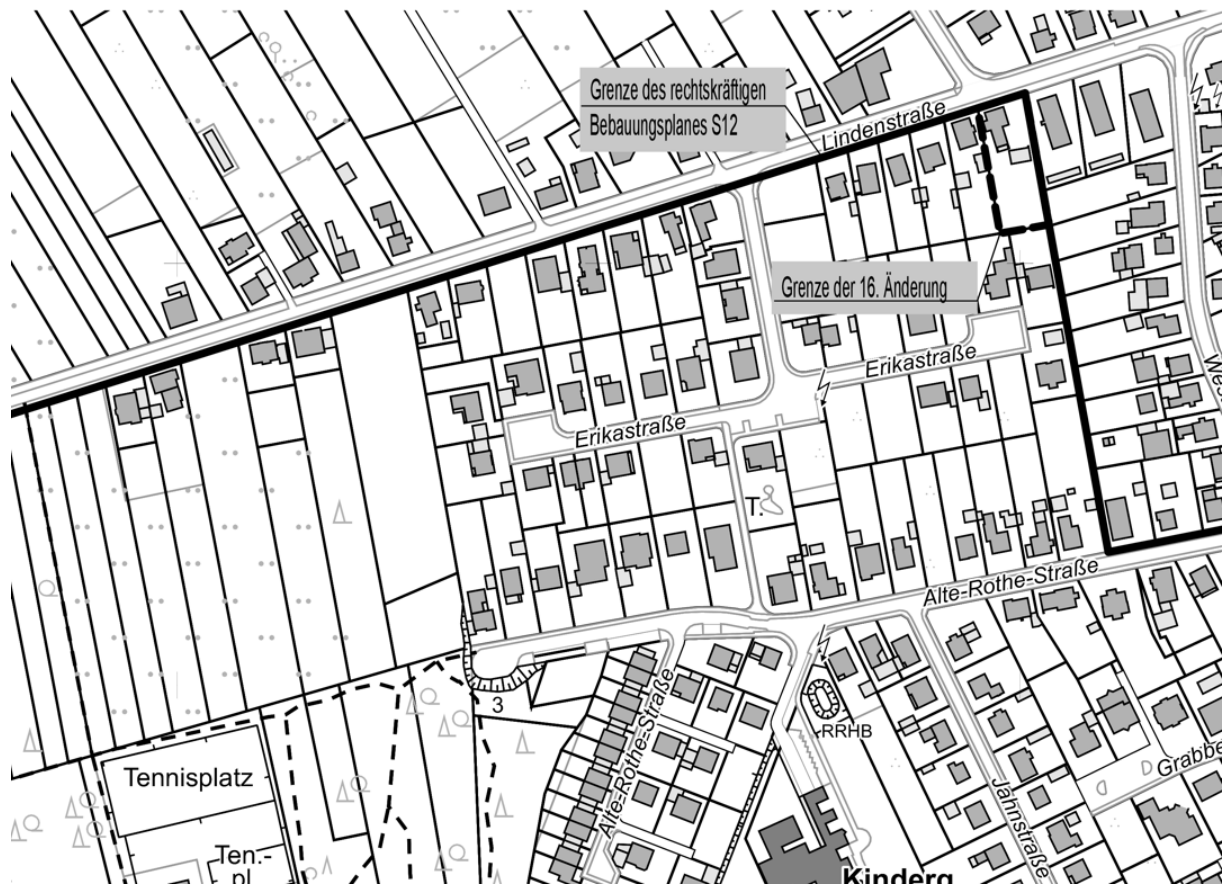 Grenze des rechtskräftigen
Bebauungsplanes S12
Lindenstraße
Grenze der 16. Änderung
Erikastraße
Erikastraße
T.
Alte-Rothe-Straße
3
RRHB
Tennisplatz
Alte-Rothe-Straße
Jahnstraße
Grabbe
Ten.-
pl.
Kinderg